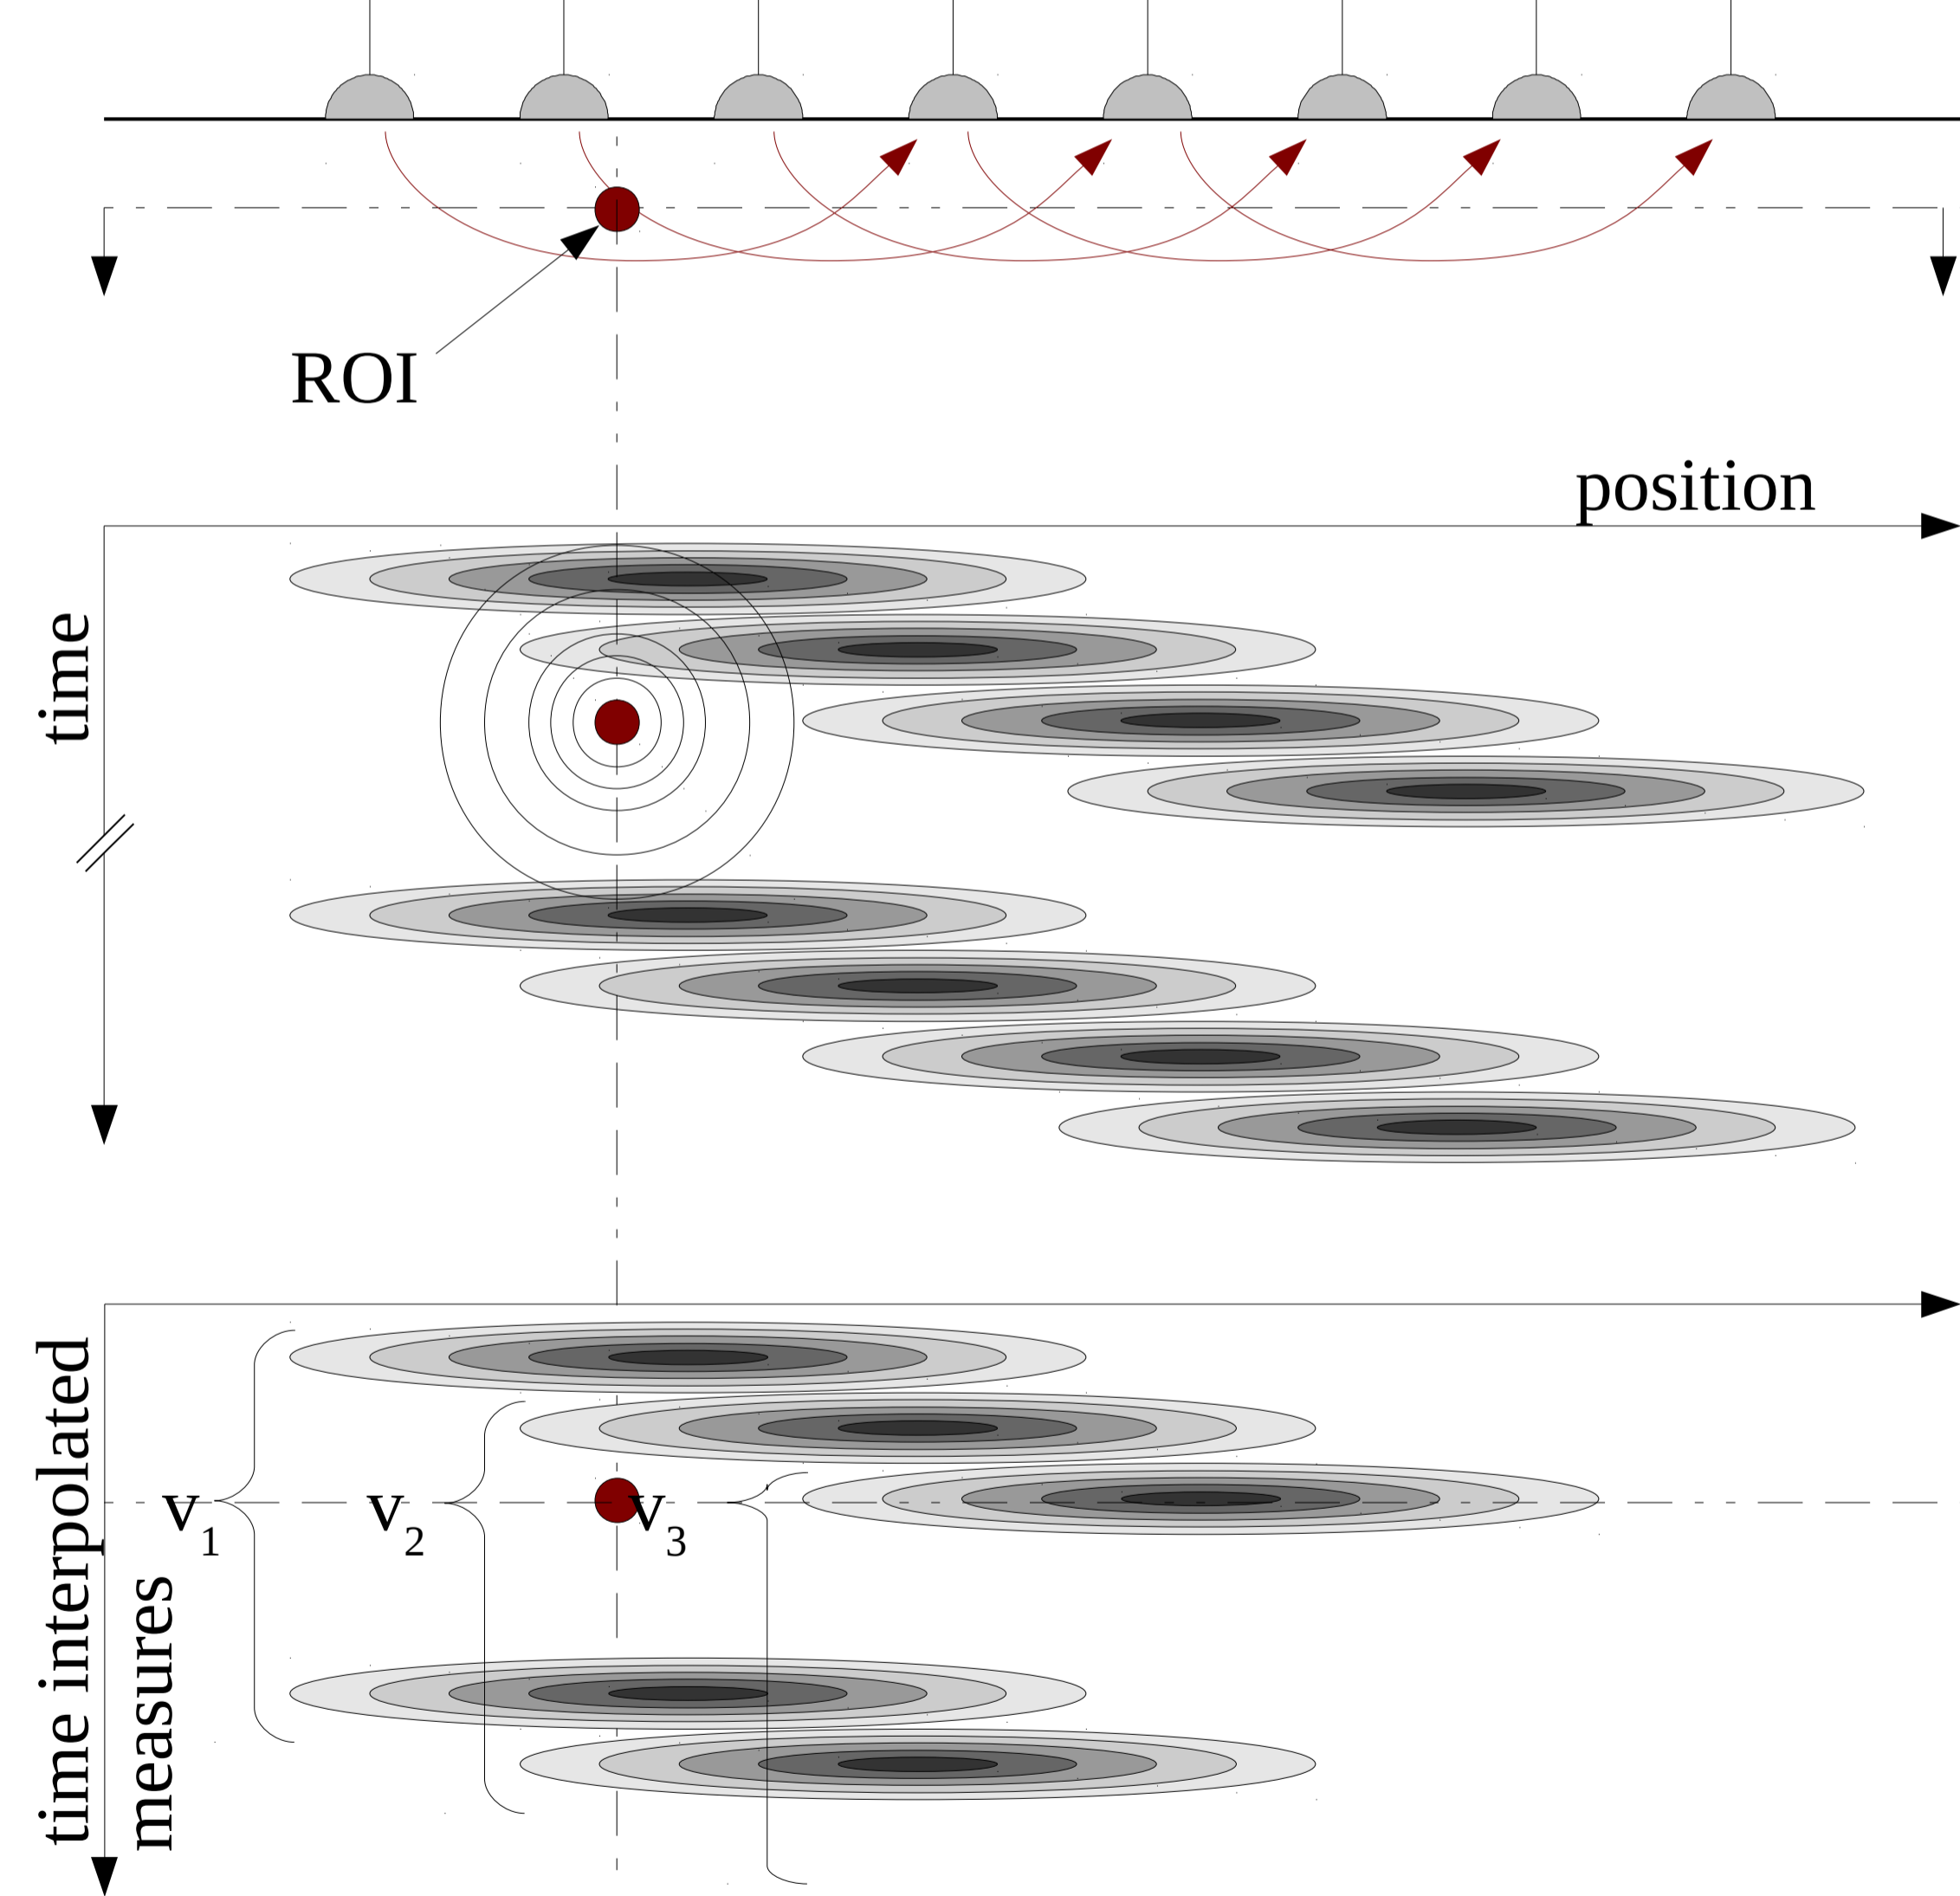 ROI
position
time
time interpolated
measures
v1
v2
v3